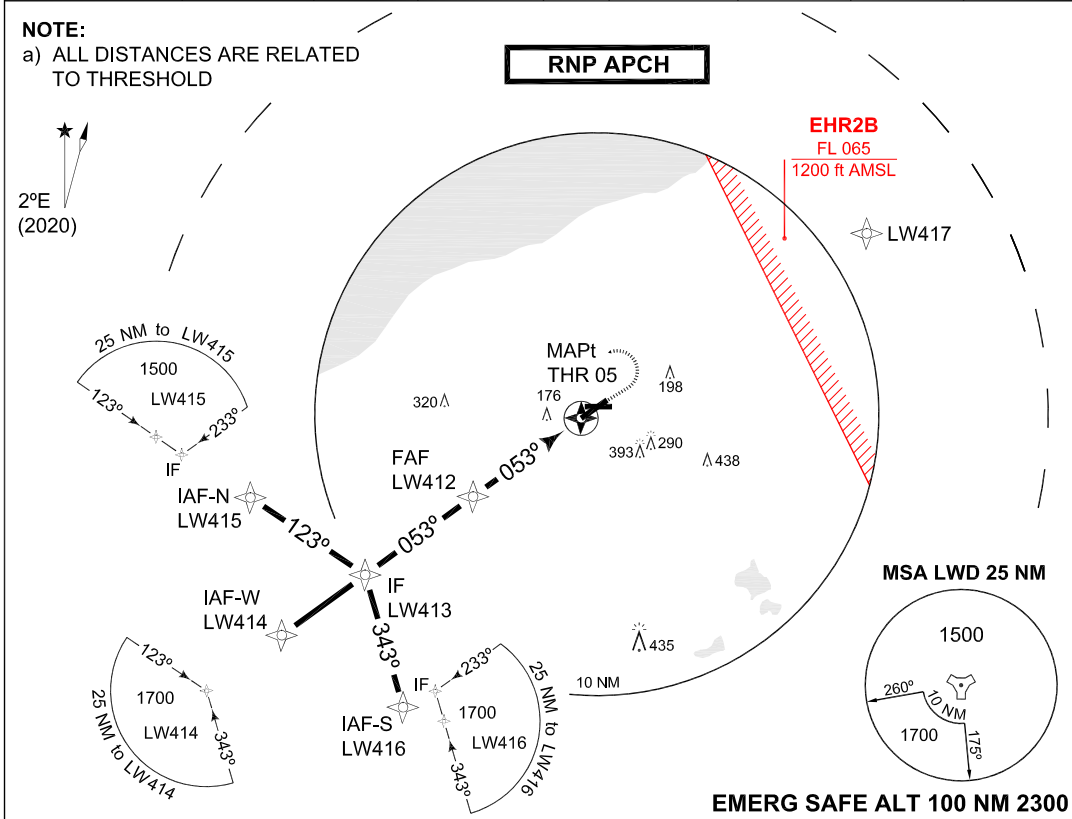 NOTE:
a) ALL DISTANCES ARE RELATED
TO THRESHOLD
RNP APCH
2ºE
(2020)
EHR2B
FL 065
1200 ft AMSL
LW417
25 NM to LW415
1500
LW415
123º
233º
IF
MAPt
THR 05
320
176
198
393
290
438
053º
FAF
LW412
053º
IAF-N
LW415
123º
IF
LW413
IAF-W
LW414
343º
IAF-S
LW416
123º
1700
LW414
343º
25 NM to LW414
IF
233º
1700
LW416
343º
25 NM to LW416
435
10 NM
MSA LWD 25 NM
1500
260º
10 NM
1700
175º
EMERG SAFE ALT 100 NM 2300